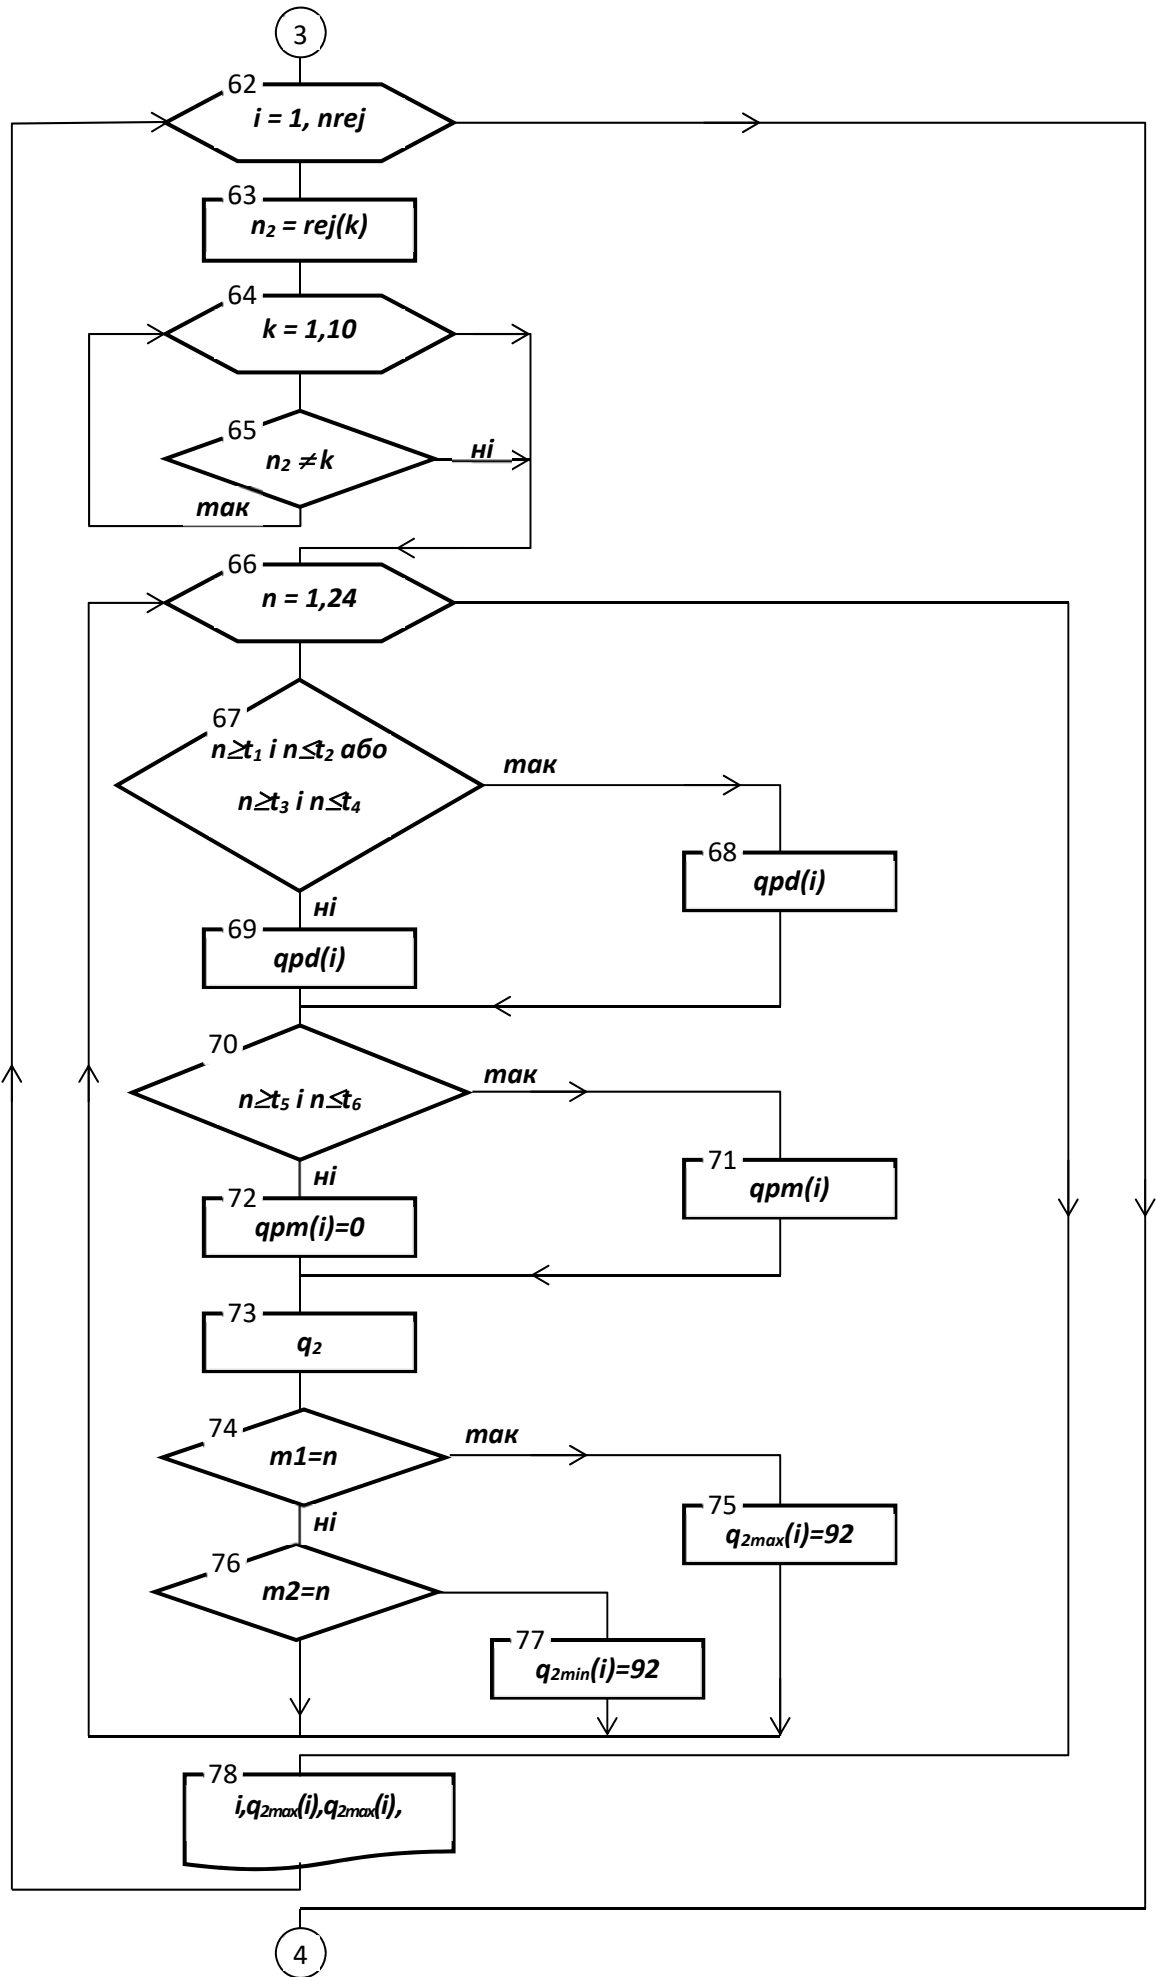 3
62
i = 1, nrej
63
n₂ = rej(k)
64
k = 1,10
65
n₂ ≠ k
ні
так
66
n = 1,24
67
n≥t₁ і n≤t₂ або
n≥t₃ і n≤t₄
так
68
qpd(i)
ні
69
qpd(i)
70
n≥t₅ і n≤t₆
так
71
qpm(i)
ні
72
qpm(i)=0
73
q₂
74
m1=n
так
75
q₂max(i)=92
ні
76
m2=n
77
q₂min(i)=92
78
i,q₂max(i),q₂max(i),
4